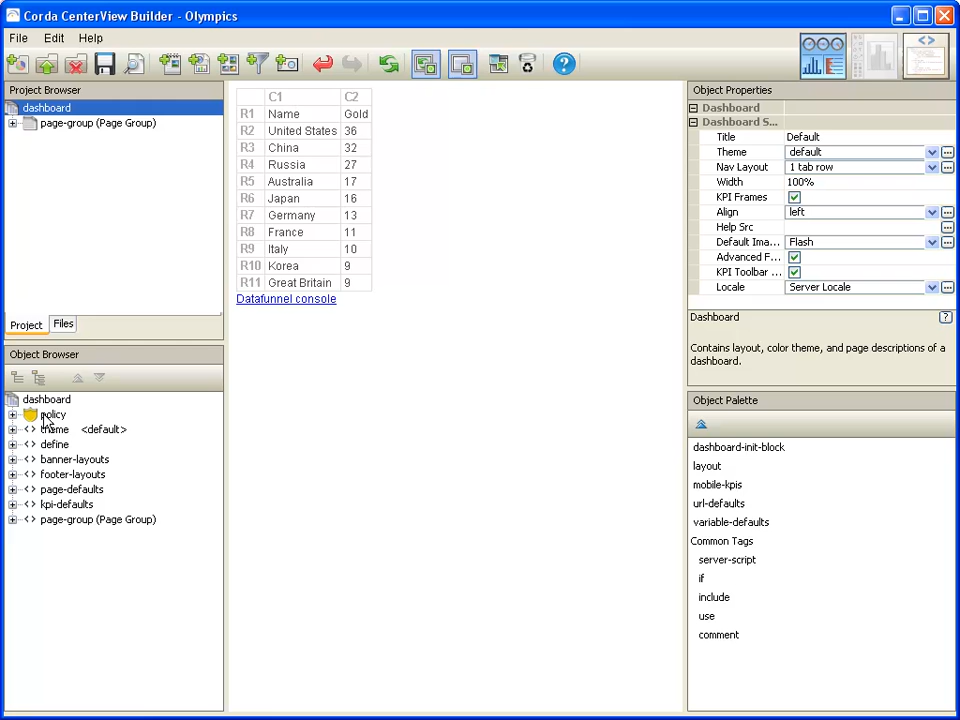 Corda CenterView Builder - Olympics
File Edit Help
Project Browser
dashboard
page-group (Page Group)
Project Files
Object Browser
dashboard
policy
theme <default>
define
banner-layouts
footer-layouts
page-defaults
kpi-defaults
page-group (Page Group)
C1 C2
R1 Name Gold
R2 United States 36
R3 China 32
R4 Russia 27
R5 Australia 17
R6 Japan 16
R7 Germany 13
R8 France 11
R9 Italy 10
R10 Korea 9
R11 Great Britain 9
Datafunnel console
Object Properties
Dashboard
Dashboard S...
Title Default
Theme default
Nav Layout 1 tab row
Width 100%
KPI Frames
Align left
Help Src
Default Ima... Flash
Advanced F...
KPI Toolbar ...
Locale Server Locale
Dashboard
Contains layout, color theme, and page descriptions of a
dashboard.
Object Palette
dashboard-init-block
layout
mobile-kpis
url-defaults
variable-defaults
Common Tags
server-script
if
include
use
comment